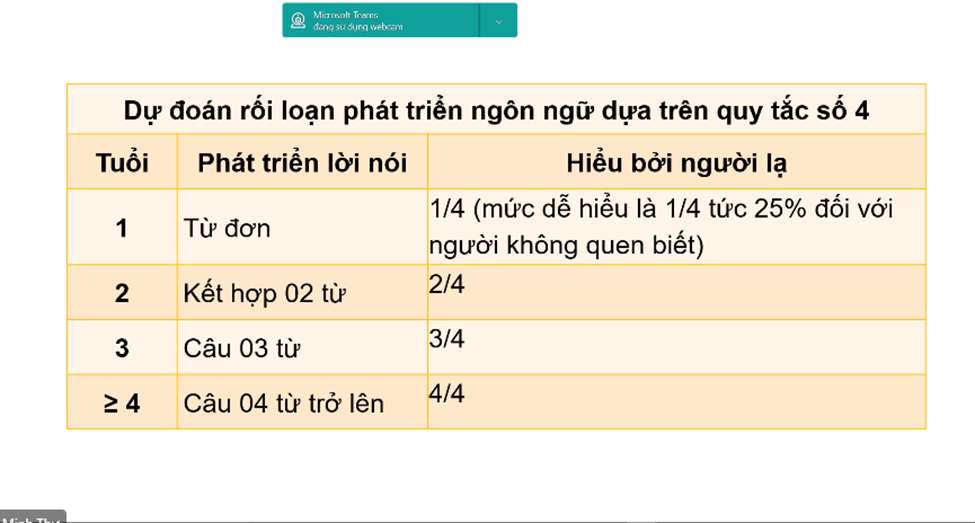 Microsoft Teams
đang sử dụng webcam
Dự đoán rối loạn phát triển ngôn ngữ dựa trên quy tắc số 4
Tuổi Phát triển lời nói Hiểu bởi người lạ
1 Từ đơn 1/4 (mức dễ hiểu là 1/4 tức 25% đối với
người không quen biết)
2 Kết hợp 02 từ 2/4
3 Câu 03 từ 3/4
≥ 4 Câu 04 từ trở lên 4/4